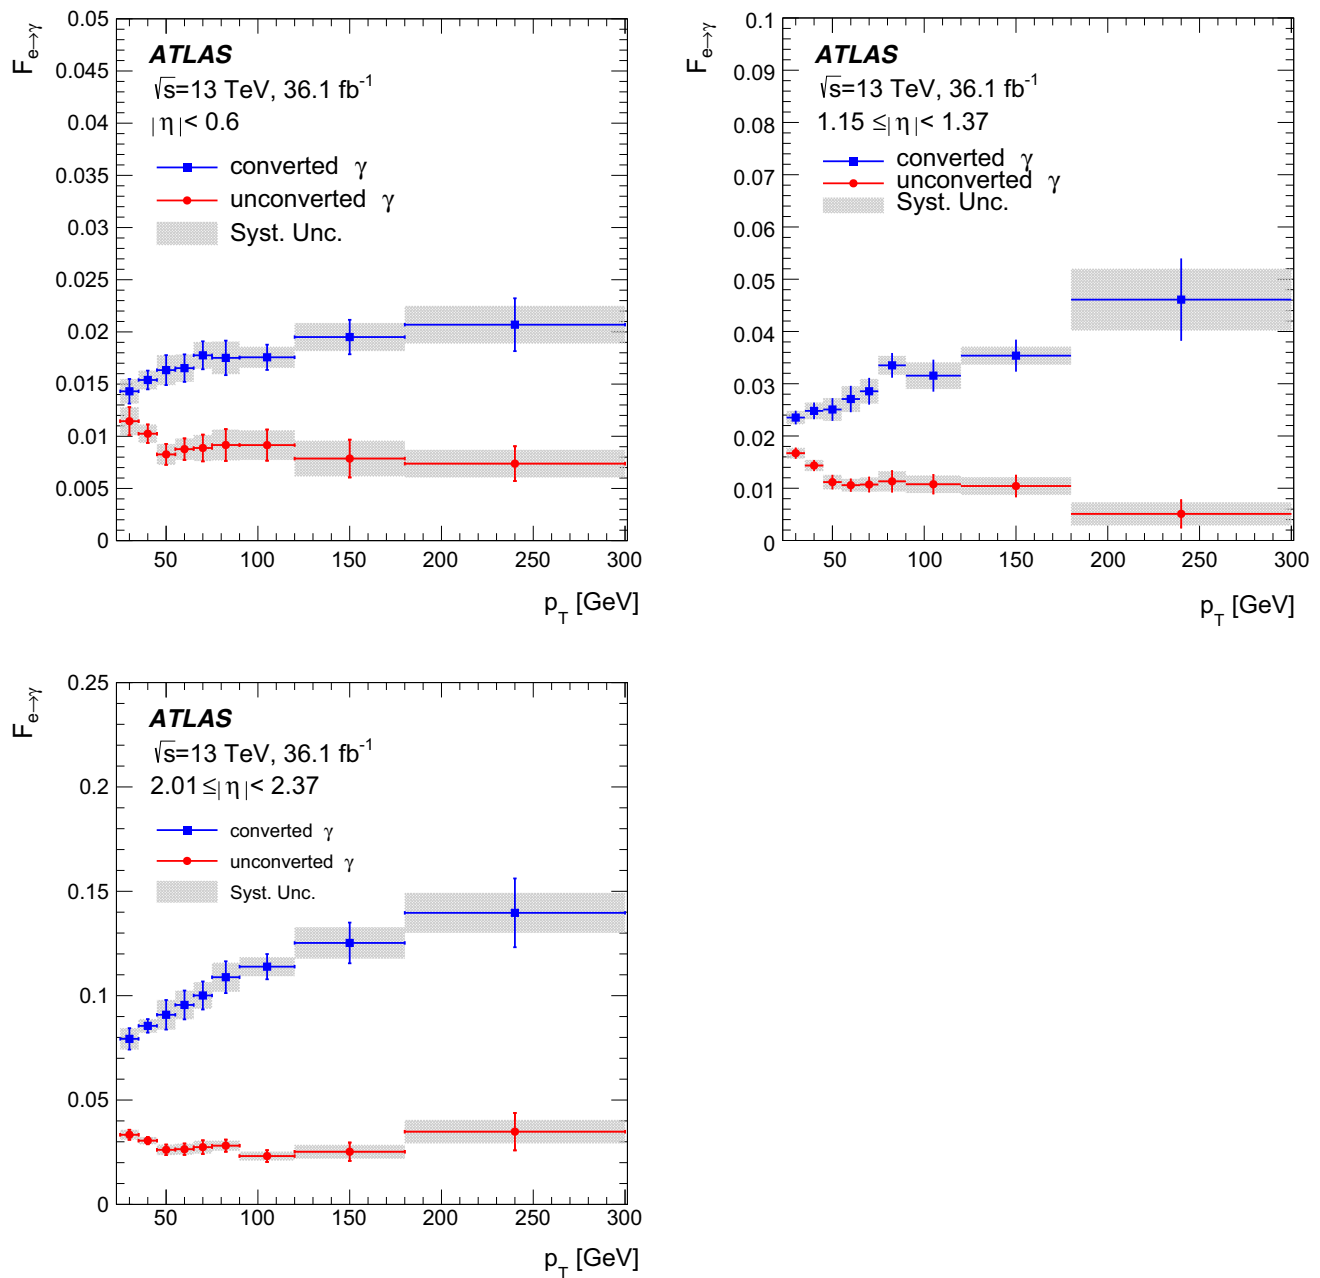 F e→γ
0.05
0.045
0.04
0.035
0.03
0.025
0.02
0.015
0.01
0.005
0
ATLAS
√s=13 TeV, 36.1 fb⁻¹
|η|< 0.6
converted γ
unconverted γ
Syst. Unc.
50 100 150 200 250 300
p_T [GeV]
F e→γ
0.1
0.09
0.08
0.07
0.06
0.05
0.04
0.03
0.02
0.01
0
ATLAS
√s=13 TeV, 36.1 fb⁻¹
1.15 ≤|η|< 1.37
converted γ
unconverted γ
Syst. Unc.
50 100 150 200 250 300
p_T [GeV]
F e→γ
0.25
0.2
0.15
0.1
0.05
0
ATLAS
√s=13 TeV, 36.1 fb⁻¹
2.01 ≤|η|< 2.37
converted γ
unconverted γ
Syst. Unc.
50 100 150 200 250 300
p_T [GeV]